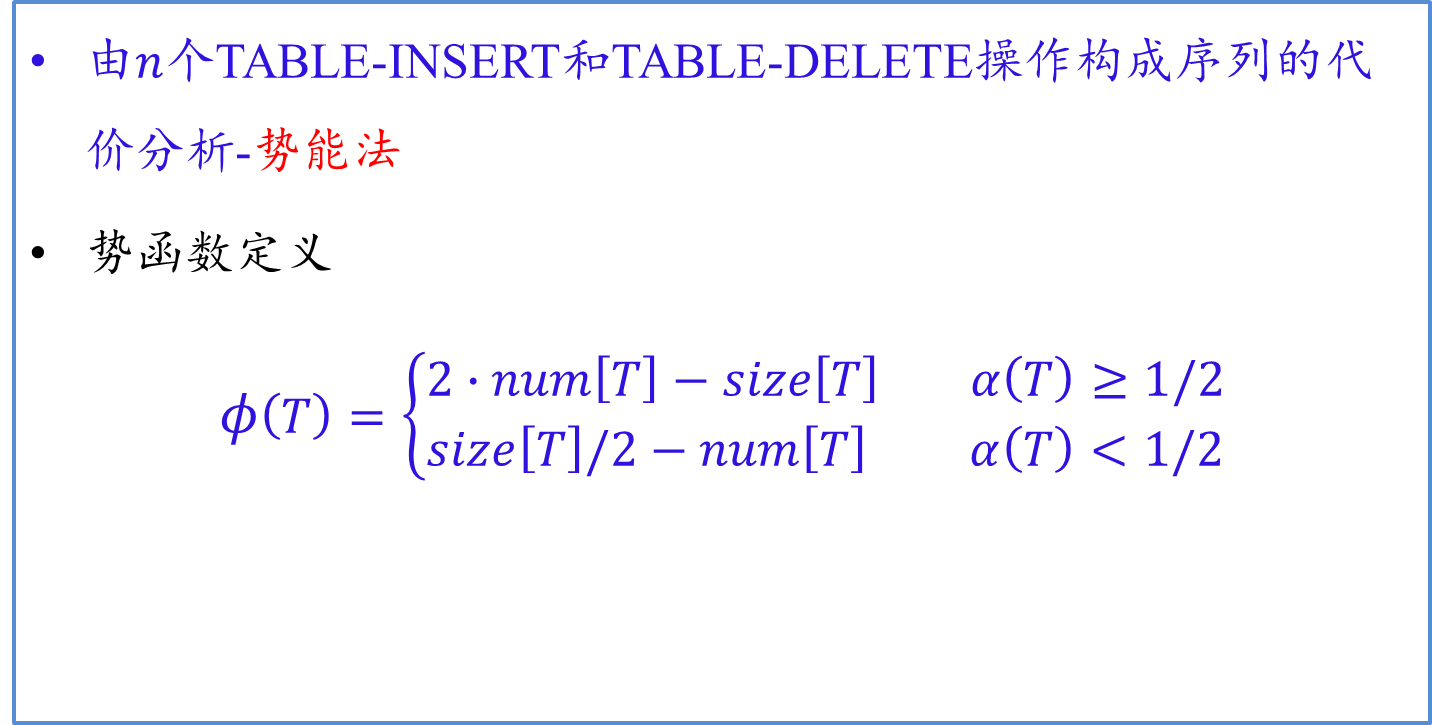 • 由n个TABLE-INSERT和TABLE-DELETE操作构成序列的代
价分析-势能法
• 势函数定义
2 · num[T] − size[T] α(T) ≥ 1/2
ϕ(T) = {
size[T]/2 − num[T] α(T) < 1/2